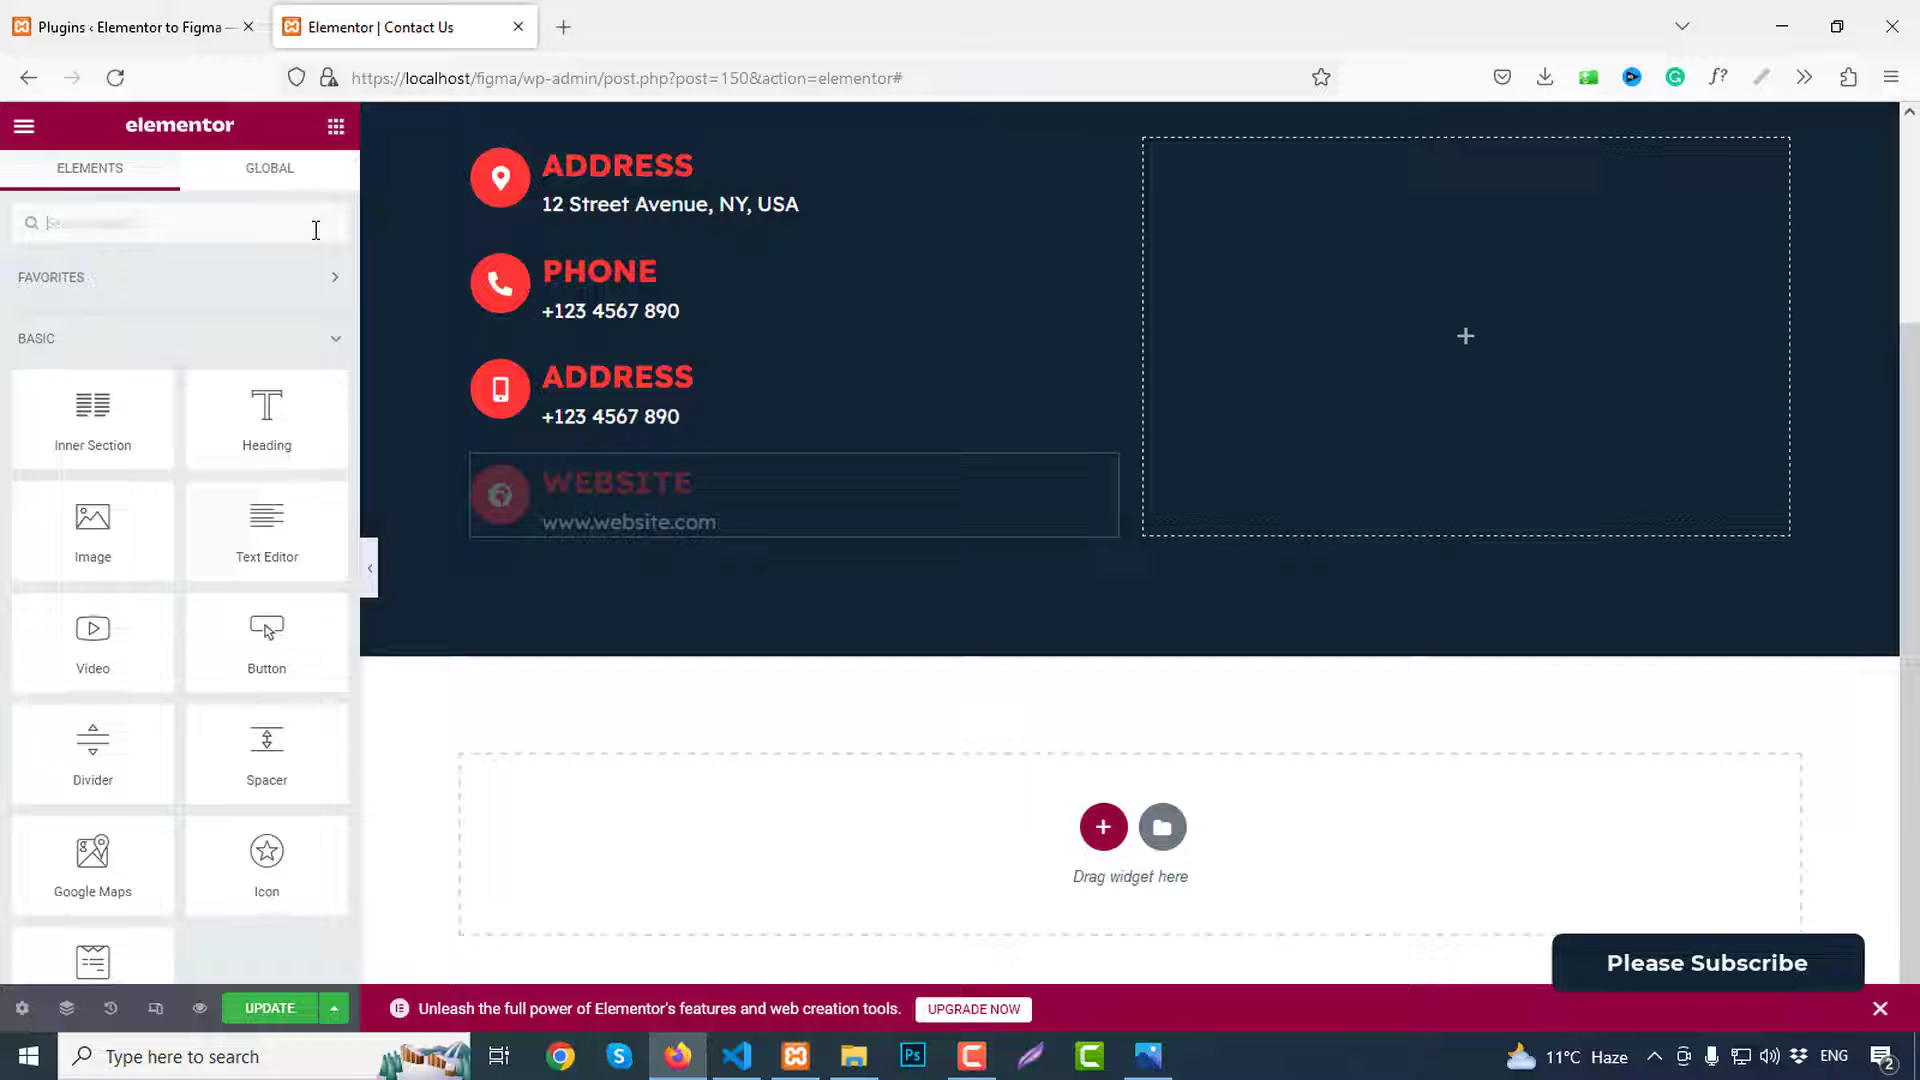 Plugins ‹ Elementor to Figma —
Elementor | Contact Us
https://localhost/figma/wp-admin/post.php?post=150&action=elementor#
f?
elementor
ELEMENTS
GLOBAL
FAVORITES
BASIC
Inner Section
Heading
Image
Text Editor
Video
Button
Divider
Spacer
Google Maps
Icon
ADDRESS
12 Street Avenue, NY, USA
PHONE
+123 4567 890
ADDRESS
+123 4567 890
WEBSITE
www.website.com
Drag widget here
Please Subscribe
UPDATE
Unleash the full power of Elementor's features and web creation tools.
UPGRADE NOW
Type here to search
Ps
11°C Haze
ENG
2